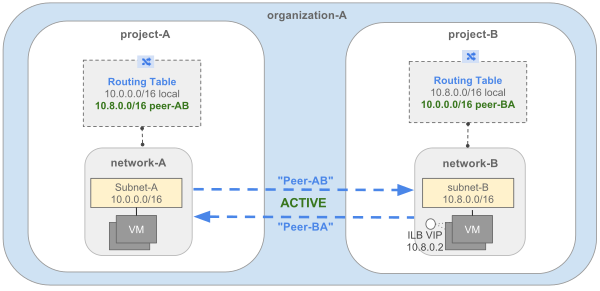 organization-A
project-A
Routing Table
10.0.0.0/16 local
10.8.0.0/16 peer-AB
network-A
Subnet-A
10.0.0.0/16
VM
"Peer-AB"
ACTIVE
"Peer-BA"
project-B
Routing Table
10.8.0.0/16 local
10.0.0.0/16 peer-BA
network-B
subnet-B
10.8.0.0/16
ILB VIP
10.8.0.2
VM